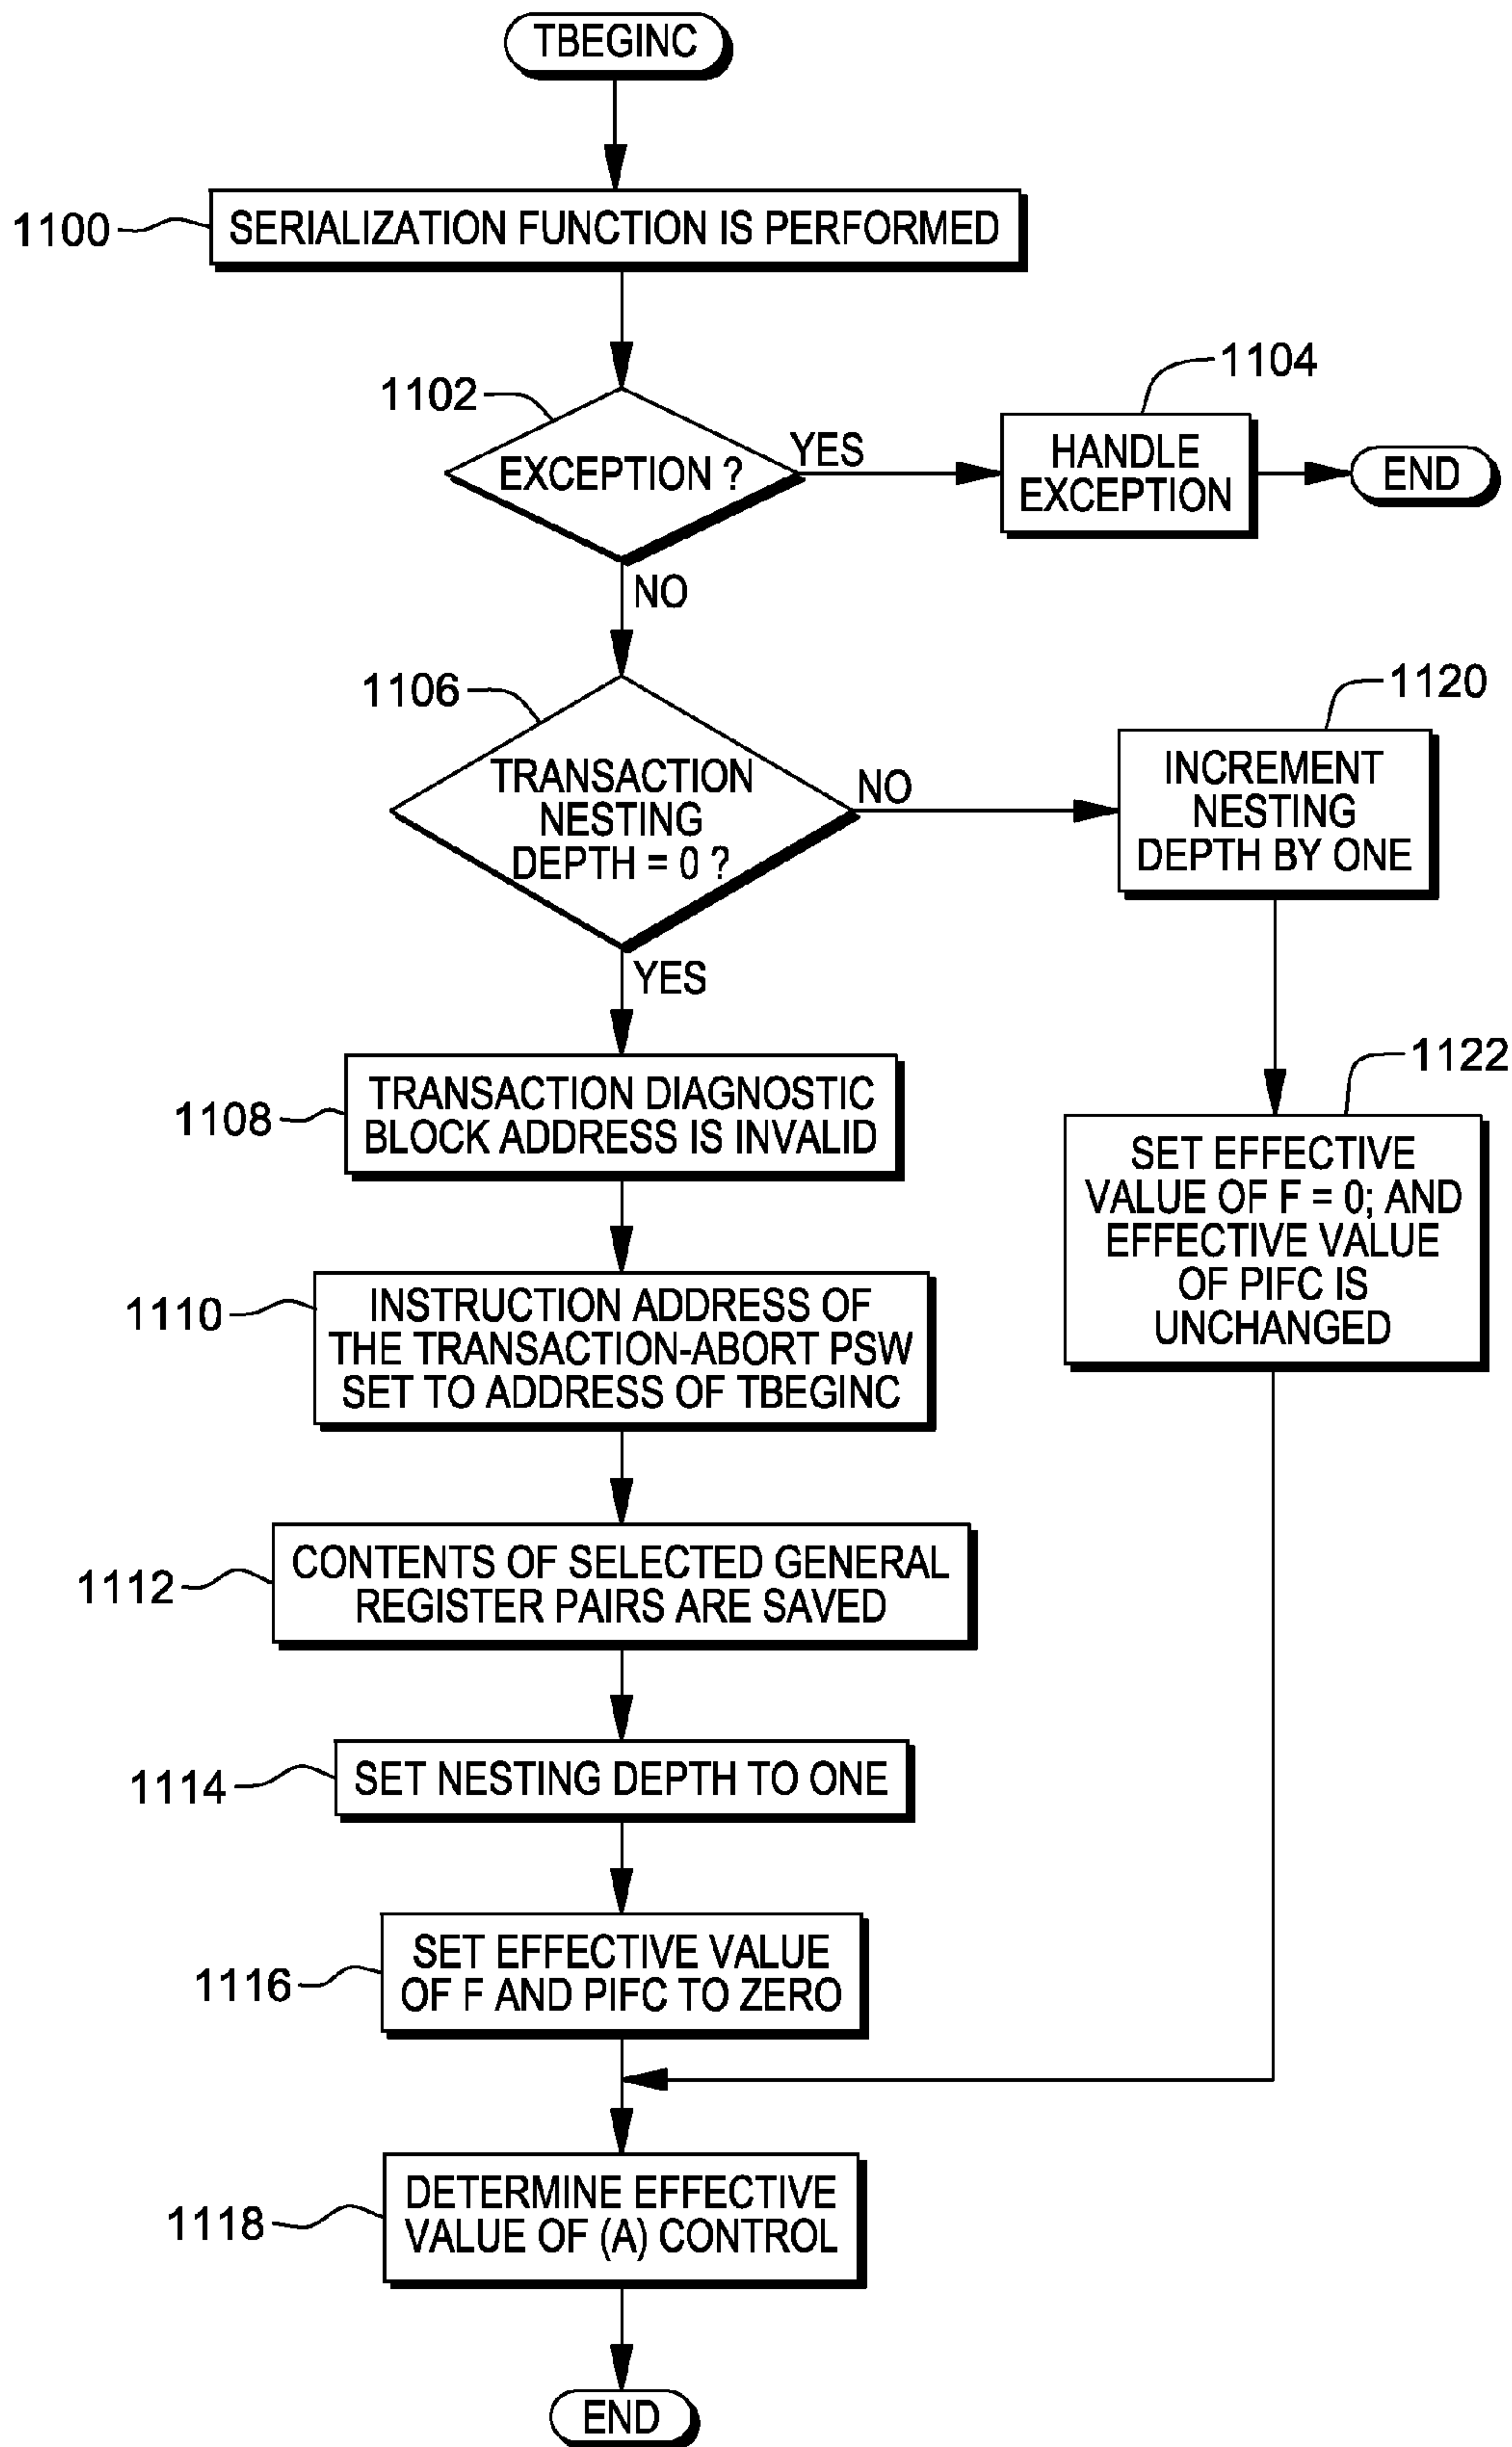 TBEGINC
1100
SERIALIZATION FUNCTION IS PERFORMED
1102
EXCEPTION ?
YES
1104
HANDLE
EXCEPTION
END
NO
1106
TRANSACTION
NESTING
DEPTH = 0 ?
NO
1120
INCREMENT
NESTING
DEPTH BY ONE
YES
1122
SET EFFECTIVE
VALUE OF F = 0; AND
EFFECTIVE VALUE
OF PIFC IS
UNCHANGED
1108
TRANSACTION DIAGNOSTIC
BLOCK ADDRESS IS INVALID
1110
INSTRUCTION ADDRESS OF
THE TRANSACTION-ABORT PSW
SET TO ADDRESS OF TBEGINC
1112
CONTENTS OF SELECTED GENERAL
REGISTER PAIRS ARE SAVED
1114
SET NESTING DEPTH TO ONE
1116
SET EFFECTIVE VALUE
OF F AND PIFC TO ZERO
1118
DETERMINE EFFECTIVE
VALUE OF (A) CONTROL
END